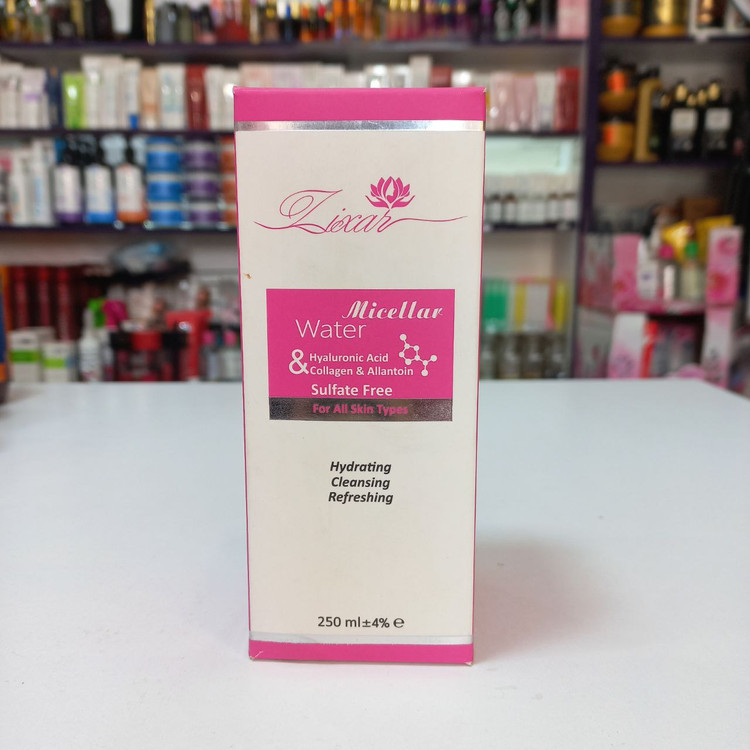 Zixar
Micellar
Water
& Hyaluronic Acid
Collagen & Allantoin
Sulfate Free
For All Skin Types
Hydrating
Cleansing
Refreshing
250 ml±4% ℮